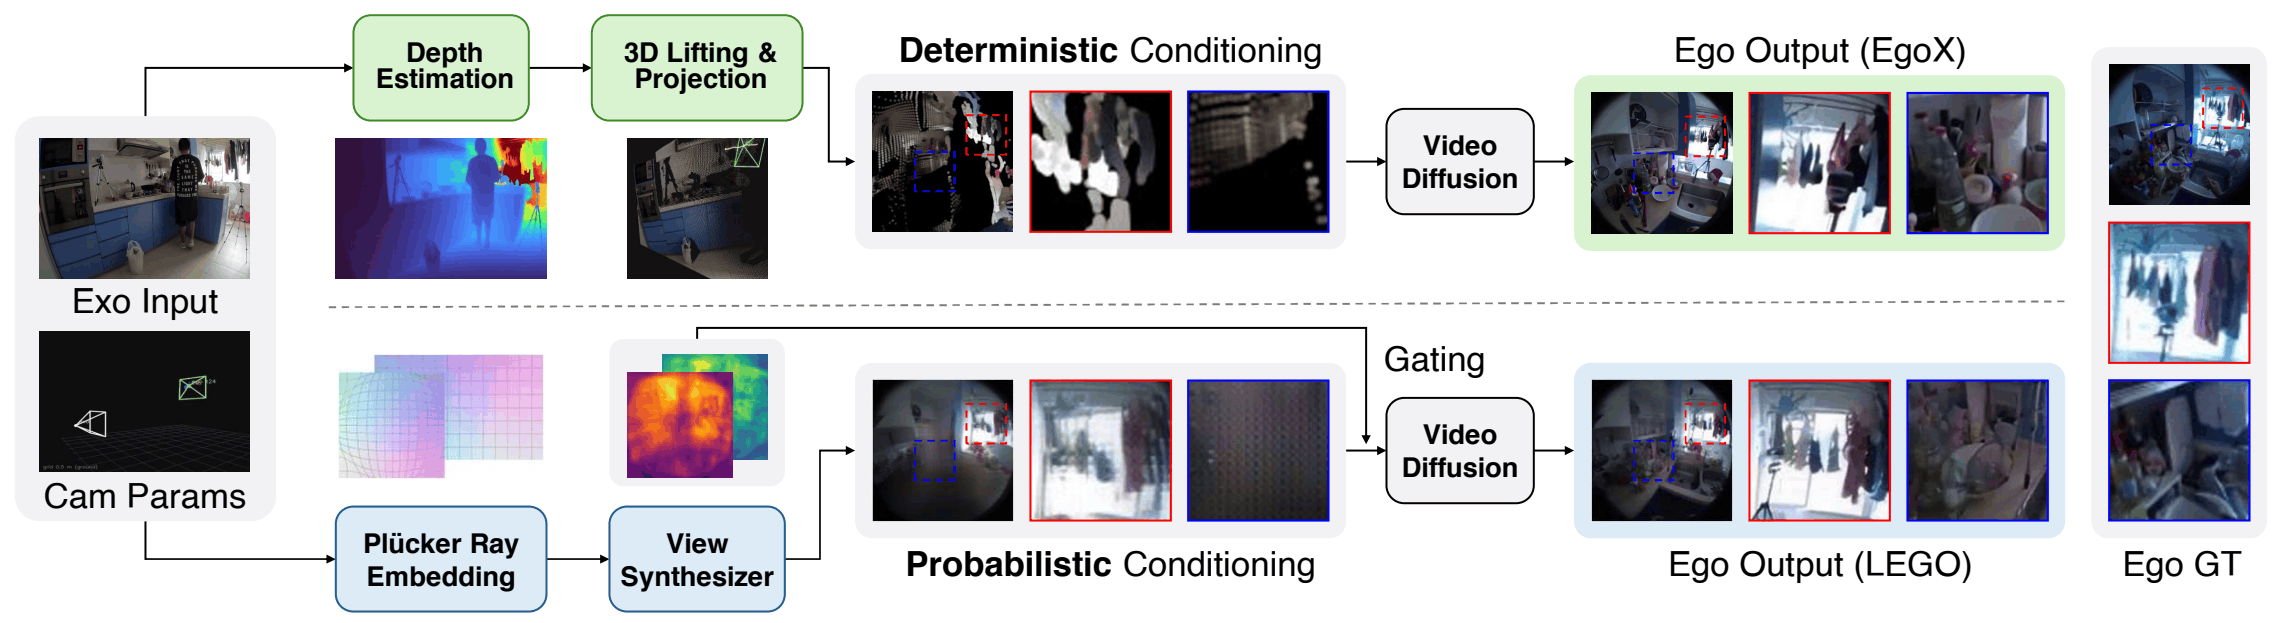 Depth
Estimation
3D Lifting &
Projection
Deterministic Conditioning
Video
Diffusion
Ego Output (EgoX)
Exo Input
Cam Params
Plücker Ray
Embedding
View
Synthesizer
Gating
Probabilistic Conditioning
Video
Diffusion
Ego Output (LEGO)
Ego GT